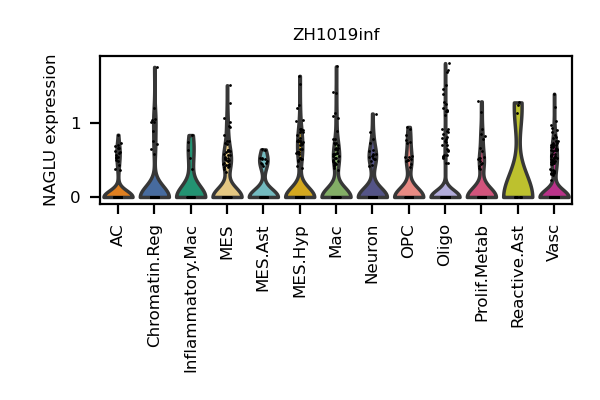 ZH1019inf
NAGLU expression
1
0
AC
Chromatin.Reg
Inflammatory.Mac
MES
MES.Ast
MES.Hyp
Mac
Neuron
OPC
Oligo
Prolif.Metab
Reactive.Ast
Vasc